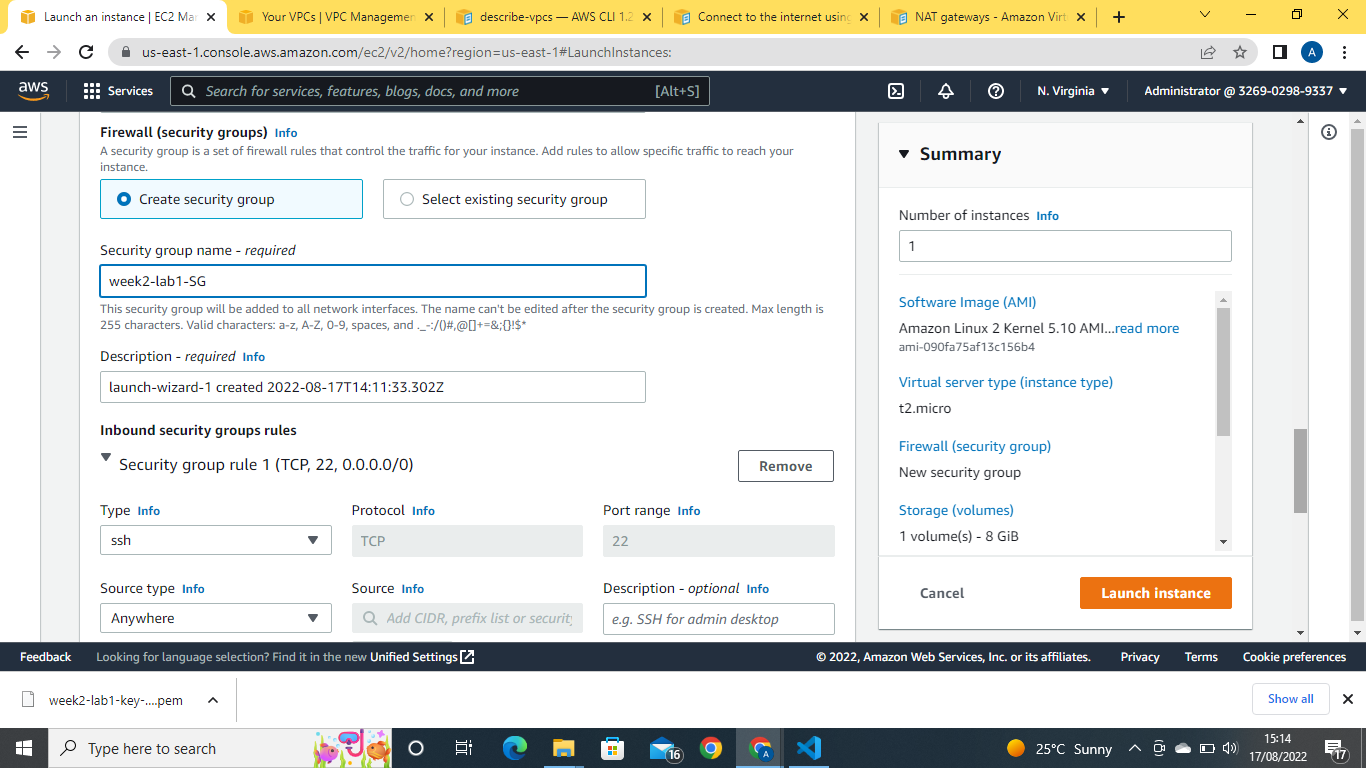 Launch an instance | EC2 Mar
Your VPCs | VPC Managemen
describe-vpcs — AWS CLI 1.2
Connect to the internet using
NAT gateways - Amazon Virt
us-east-1.console.aws.amazon.com/ec2/v2/home?region=us-east-1#LaunchInstances:
A
aws
Services
Search for services, features, blogs, docs, and more
[Alt+S]
N. Virginia
Administrator @ 3269-0298-9337
Firewall (security groups) Info
A security group is a set of firewall rules that control the traffic for your instance. Add rules to allow specific traffic to reach your
instance.
Create security group
Select existing security group
Security group name - required
week2-lab1-SG
This security group will be added to all network interfaces. The name can't be edited after the security group is created. Max length is
255 characters. Valid characters: a-z, A-Z, 0-9, spaces, and ._-:/()#,@[]+=&;{}!$*
Description - required Info
launch-wizard-1 created 2022-08-17T14:11:33.302Z
Inbound security groups rules
Security group rule 1 (TCP, 22, 0.0.0.0/0)
Remove
Type Info
Protocol Info
Port range Info
ssh
TCP
22
Source type Info
Source Info
Description - optional Info
Anywhere
Add CIDR, prefix list or security
e.g. SSH for admin desktop
Summary
Number of instances Info
1
Software Image (AMI)
Amazon Linux 2 Kernel 5.10 AMI...read more
ami-090fa75af13c156b4
Virtual server type (instance type)
t2.micro
Firewall (security group)
New security group
Storage (volumes)
1 volume(s) - 8 GiB
Cancel
Launch instance
Feedback
Looking for language selection? Find it in the new Unified Settings
© 2022, Amazon Web Services, Inc. or its affiliates.
Privacy
Terms
Cookie preferences
week2-lab1-key-....pem
Show all
Type here to search
16
A
25°C Sunny
15:14
17/08/2022
17